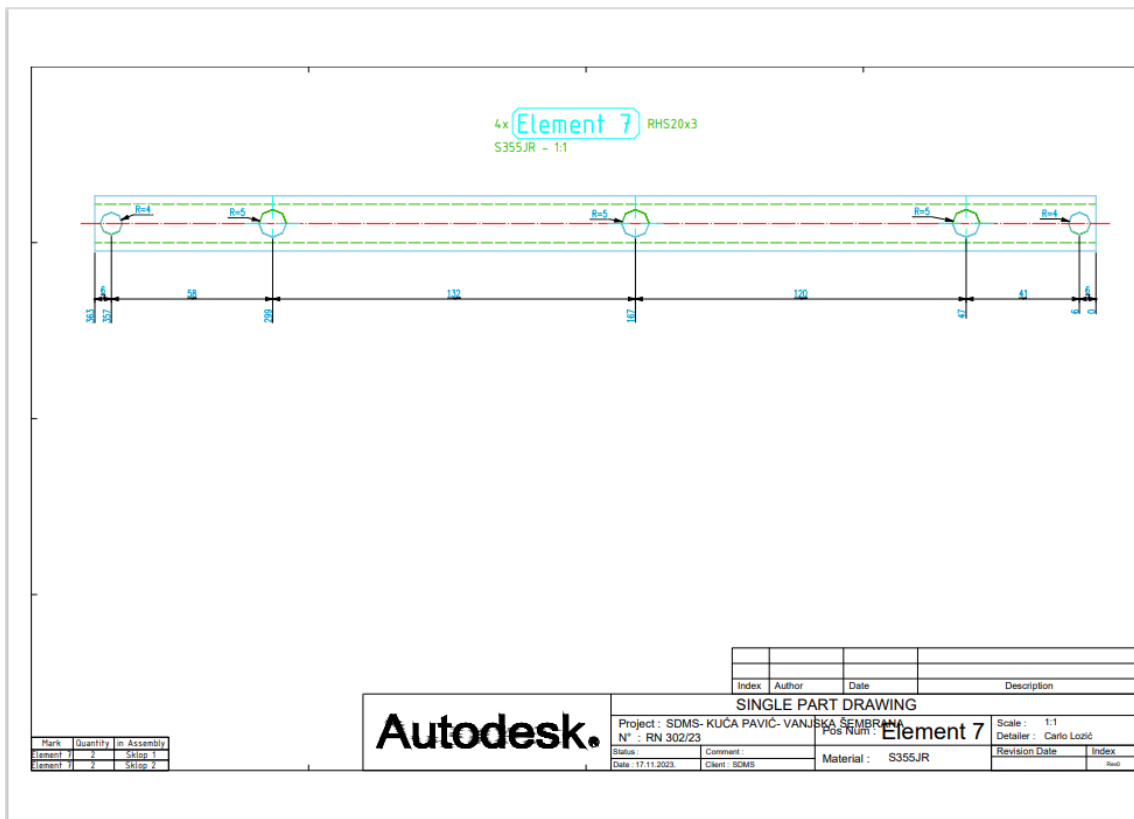 4x Element 7 RHS20x3
S355JR - 1:1
R=4 R=5 R=5 R=5 R=4
6 58 132 120 41 6
363 357 299 167 47 6 0
Index Author Date Description
SINGLE PART DRAWING
Project : SDMS- KUĆA PAVIĆ- VANJSKA ŠEMBRANA
N° : RN 302/23
Pos Num : Element 7
Scale : 1:1
Detailer : Carlo Lozić
Status : Comment :
Date : 17.11.2023. Client : SDMS
Material : S355JR
Revision Date Index
Rev0
Autodesk.
Mark Quantity in Assembly
Element 7 2 Sklop 1
Element 7 2 Sklop 2